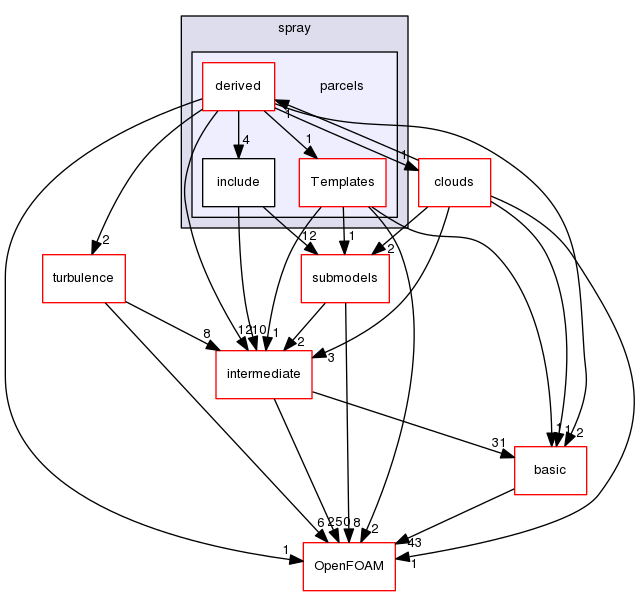 spray
derived
parcels
1
4
1
1
include
Templates
clouds
2
12
1
2
turbulence
submodels
8
12
10
1
2
3
intermediate
31
1
1
2
basic
6
250
8
2
43
1
1
OpenFOAM